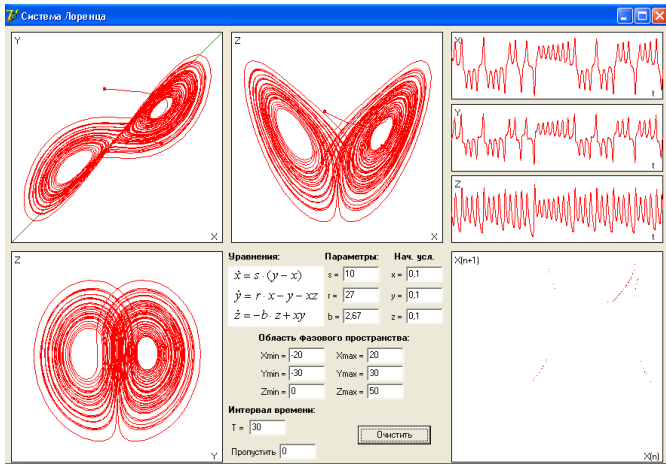 Система Лоренца
Y
X
Z
X
X
t
Y
t
Z
t
Z
Y
Уравнения:
ẋ = s · (y − x)
ẏ = r · x − y − xz
ż = −b · z + xy
Параметры:
s = 10
r = 27
b = 2,67
Нач. усл.
x = 0,1
y = 0,1
z = 0,1
Область фазового пространства:
Xmin = -20 Xmax = 20
Ymin = -30 Ymax = 30
Zmin = 0 Zmax = 50
Интервал времени:
T = 30
Пропустить 0
Очистить
X(n+1)
X(n)